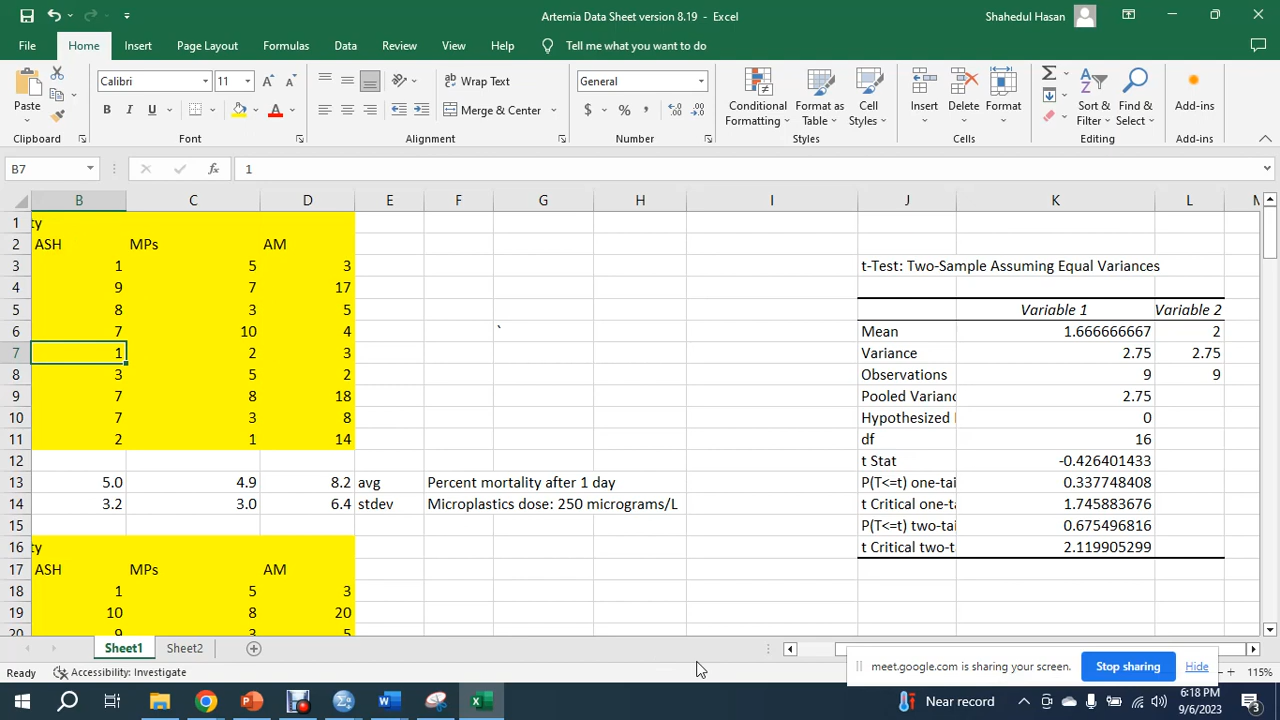 Artemia Data Sheet version 8.19 - Excel
Shahedul Hasan
File Home Insert Page Layout Formulas Data Review View Help Tell me what you want to do
Paste
Calibri 11
B I U
A A
Wrap Text
Merge & Center
General
$ % ,
Conditional Formatting
Format as Table
Cell Styles
Insert Delete Format
Sort & Filter
Find & Select
Add-ins
Clipboard Font Alignment Number Styles Cells Editing Add-ins
B7 fx 1
B C D E F G H I J K L M
1 ty
2 ASH MPs AM
3 1 5 3 t-Test: Two-Sample Assuming Equal Variances
4 9 7 17
5 8 3 5 Variable 1 Variable 2
6 7 10 4 ` Mean 1.666666667 2
7 1 2 3 Variance 2.75 2.75
8 3 5 2 Observations 9 9
9 7 8 18 Pooled Varianc 2.75
10 7 3 8 Hypothesized 0
11 2 1 14 df 16
12 t Stat -0.426401433
13 5.0 4.9 8.2 avg Percent mortality after 1 day P(T<=t) one-tai 0.337748408
14 3.2 3.0 6.4 stdev Microplastics dose: 250 micrograms/L t Critical one-ta 1.745883676
15 P(T<=t) two-tai 0.675496816
16 ty t Critical two-t 2.119905299
17 ASH MPs AM
18 1 5 3
19 10 8 20
20 9 3 5
Sheet1 Sheet2
meet.google.com is sharing your screen. Stop sharing Hide
Ready Accessibility: Investigate 115%
Near record
6:18 PM
9/6/2023
3